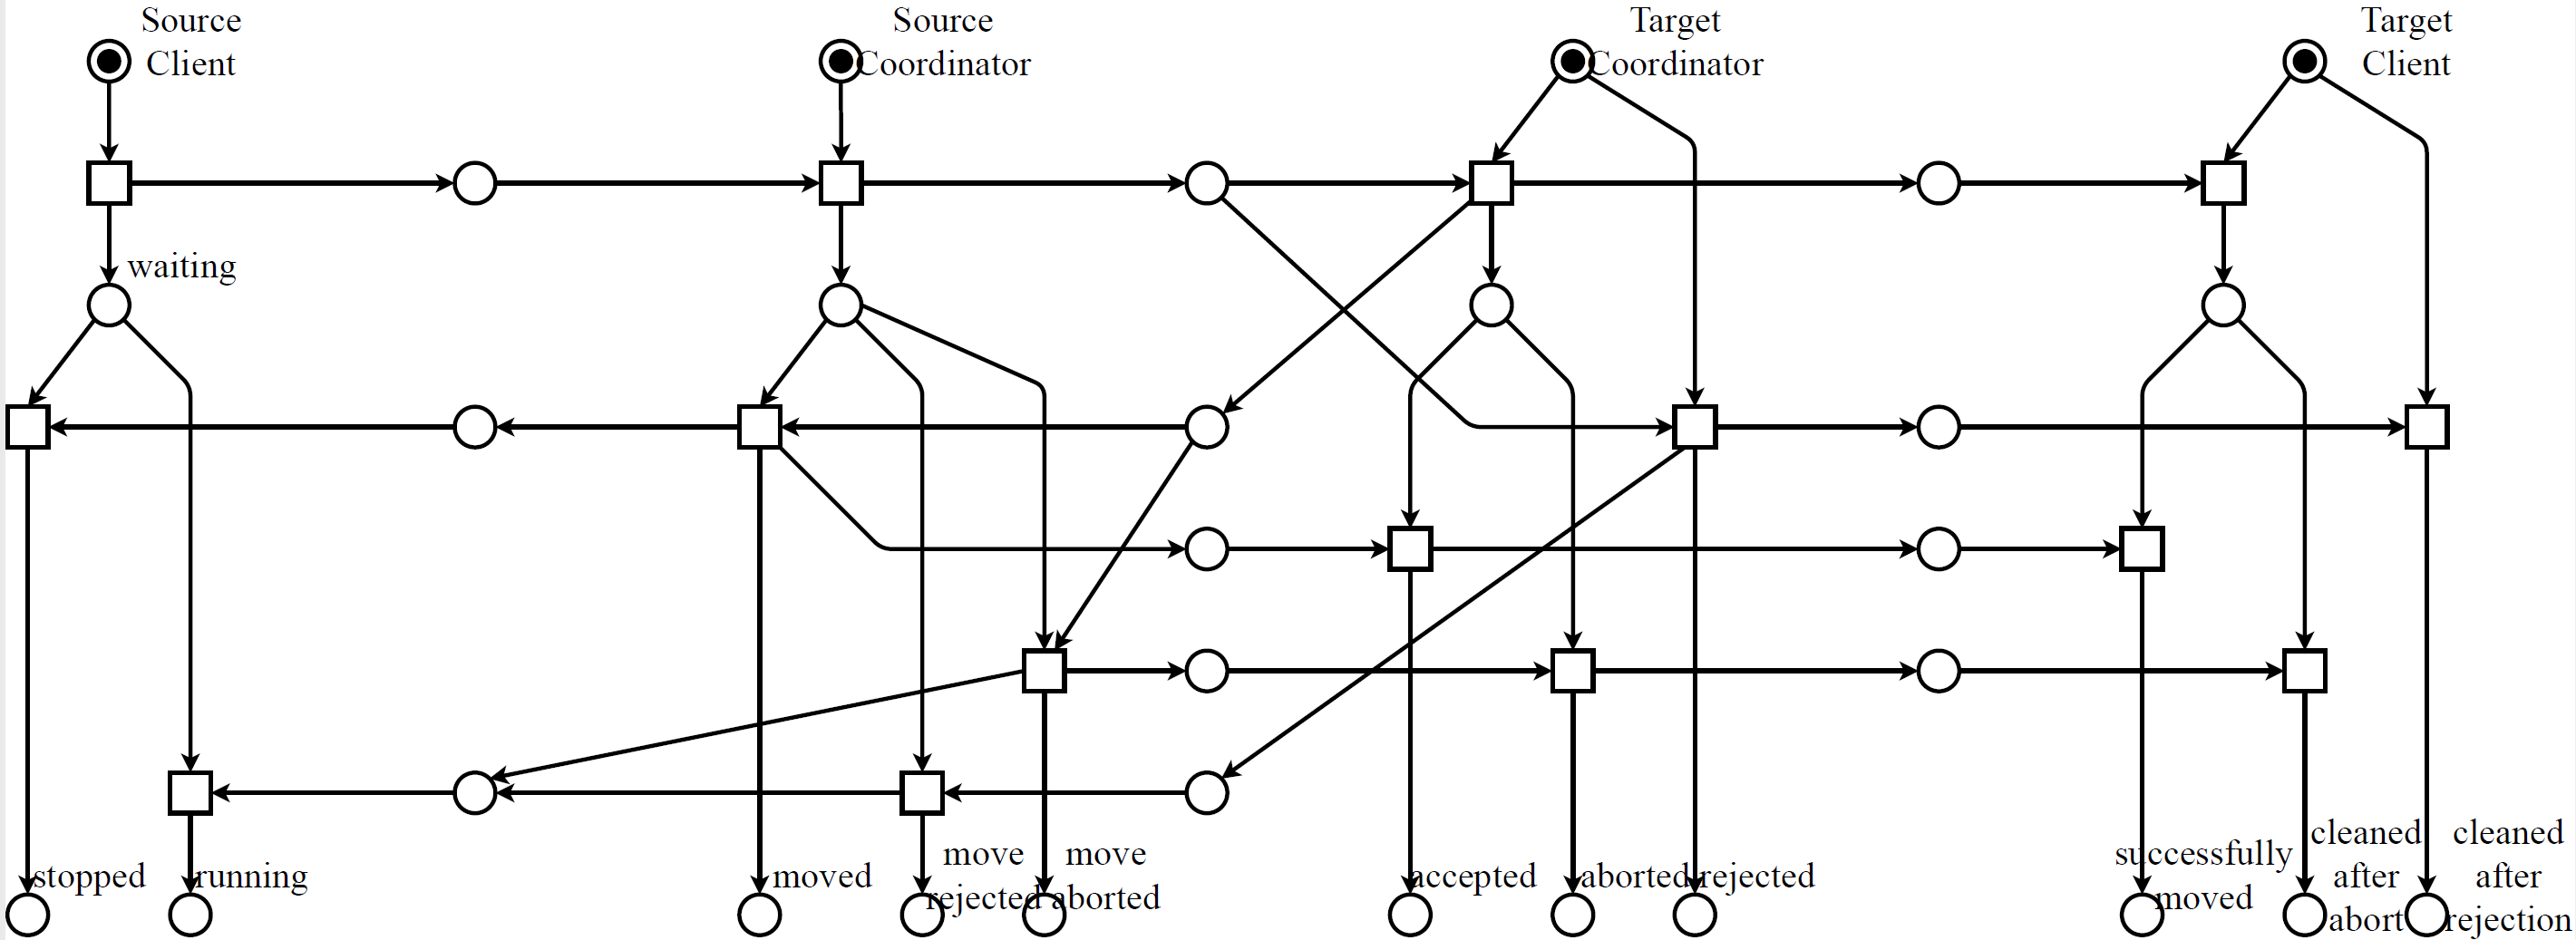 Source
Client
Source
Coordinator
Target
Coordinator
Target
Client
waiting
stopped
running
moved
move
rejected
move
aborted
accepted
aborted
rejected
successfully
moved
cleaned
after
abort
cleaned
after
rejection